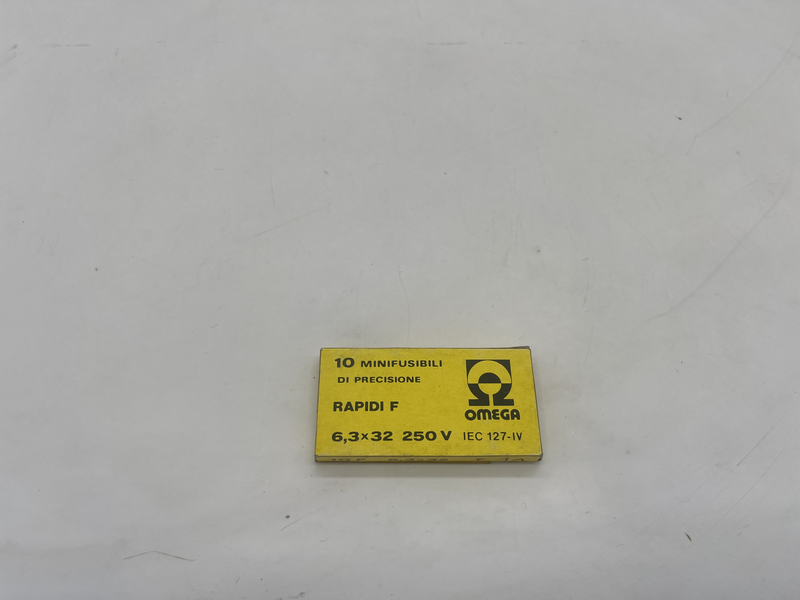 10 MINIFUSIBILI
DI PRECISIONE
RAPIDI F
OMEGA
6,3×32 250 V IEC 127-IV